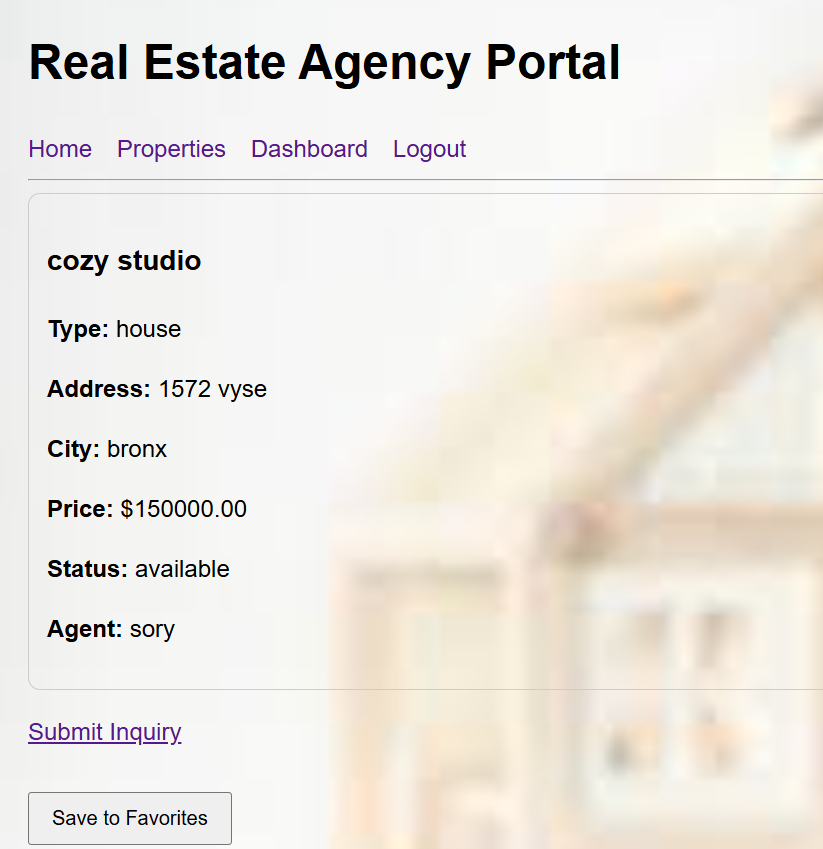 Real Estate Agency Portal
Home Properties Dashboard Logout
cozy studio
Type: house
Address: 1572 vyse
City: bronx
Price: $150000.00
Status: available
Agent: sory
Submit Inquiry
Save to Favorites